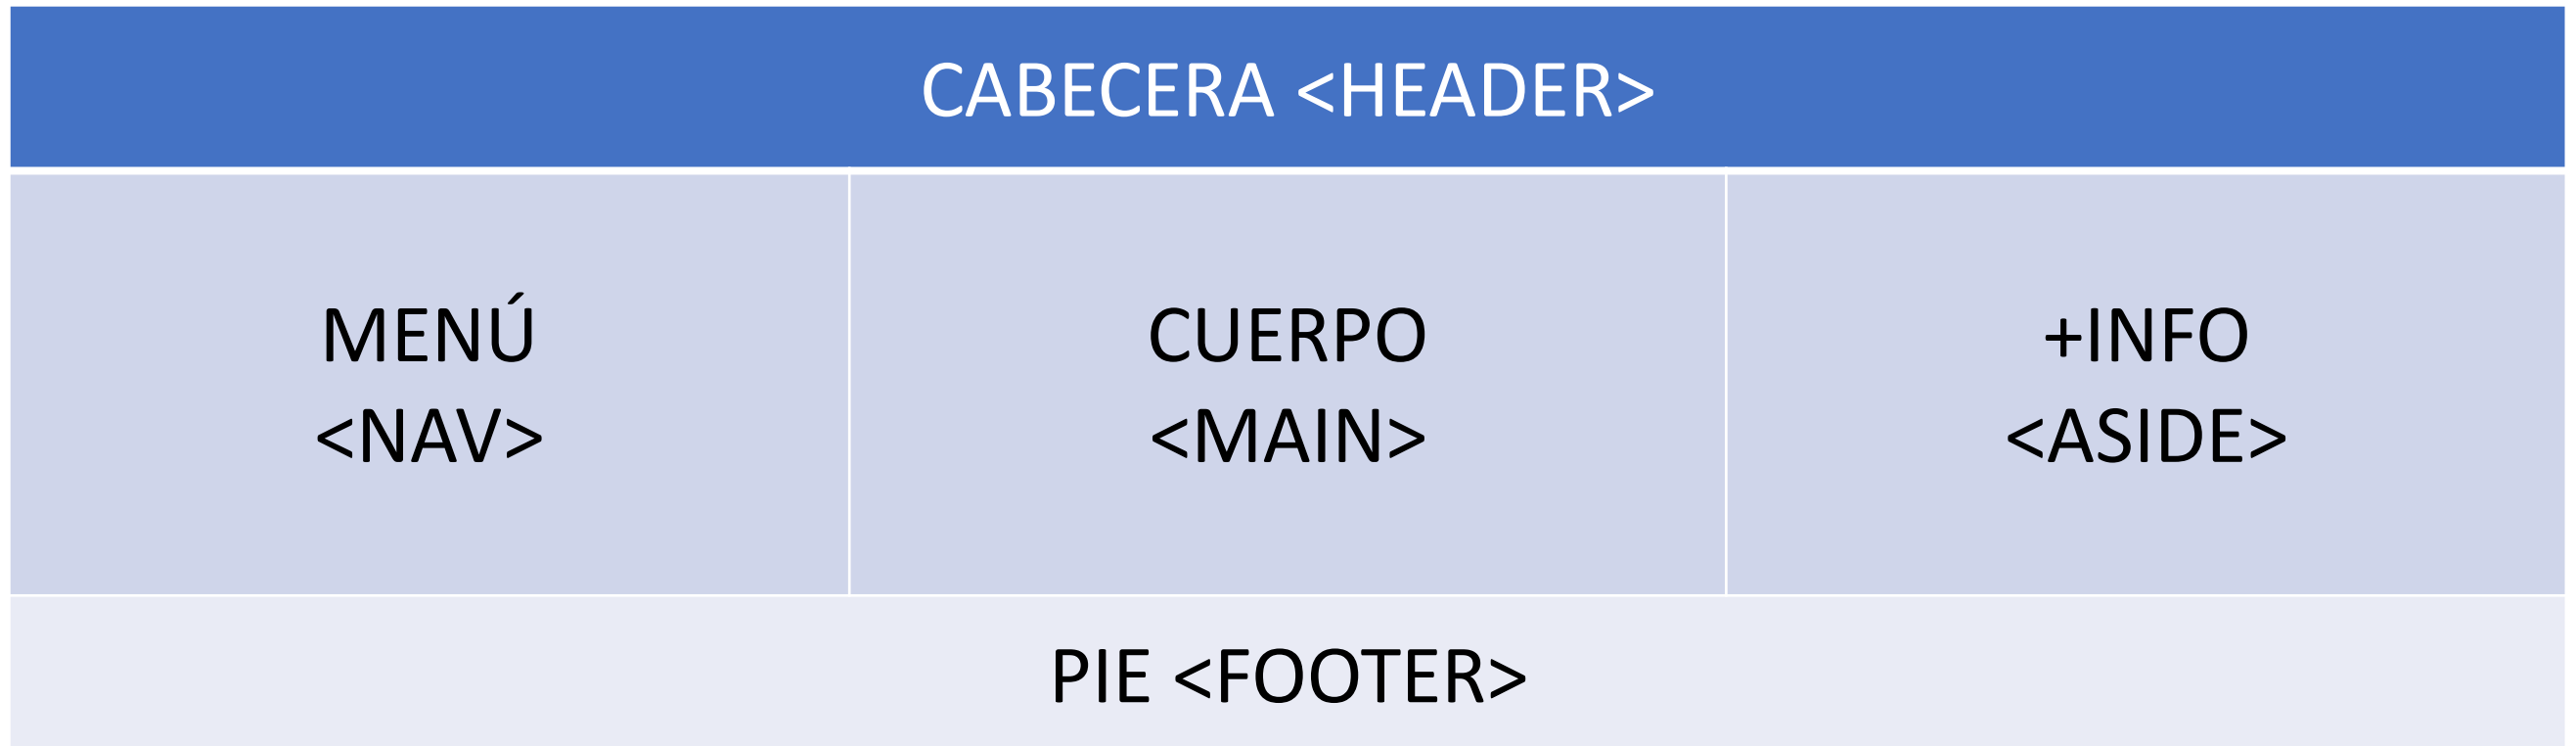 CABECERA <HEADER>
MENÚ
<NAV>
CUERPO
<MAIN>
+INFO
<ASIDE>
PIE <FOOTER>